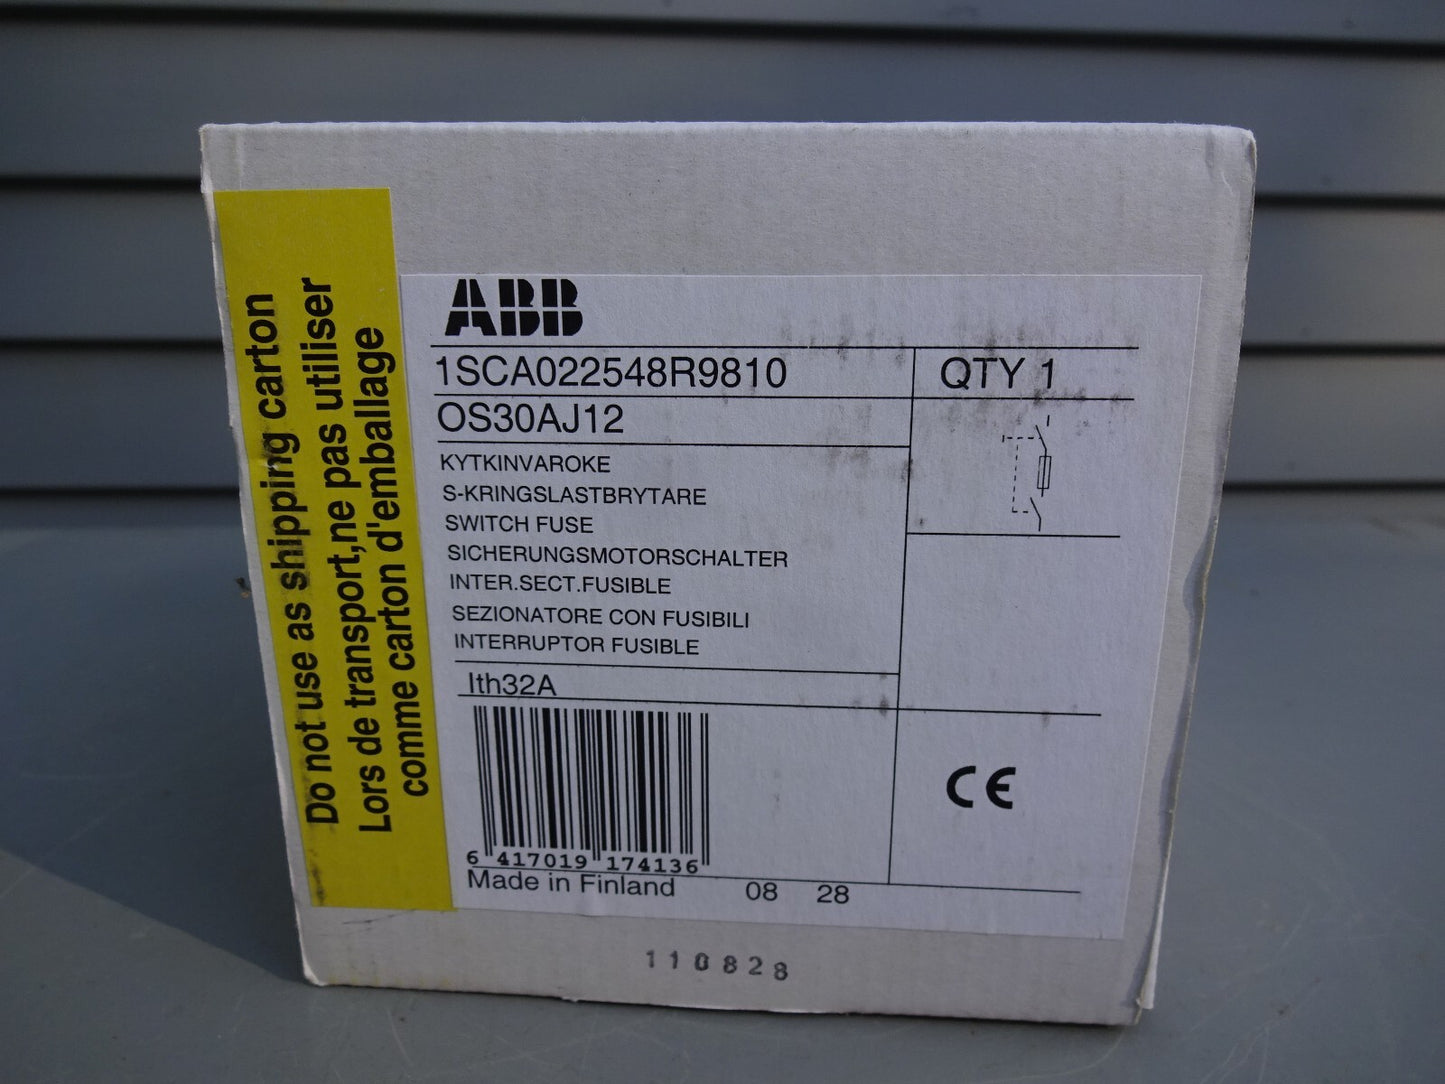 Do not use as shipping carton
Lors de transport,ne pas utiliser
comme carton d'emballage
ABB
1SCA022548R9810
QTY 1
OS30AJ12
KYTKINVAROKE
S-KRINGSLASTBRYTARE
SWITCH FUSE
SICHERUNGSMOTORSCHALTER
INTER.SECT.FUSIBLE
SEZIONATORE CON FUSIBILI
INTERRUPTOR FUSIBLE
Ith32A
CE
6 417019 174136
Made in Finland 08 28
110828